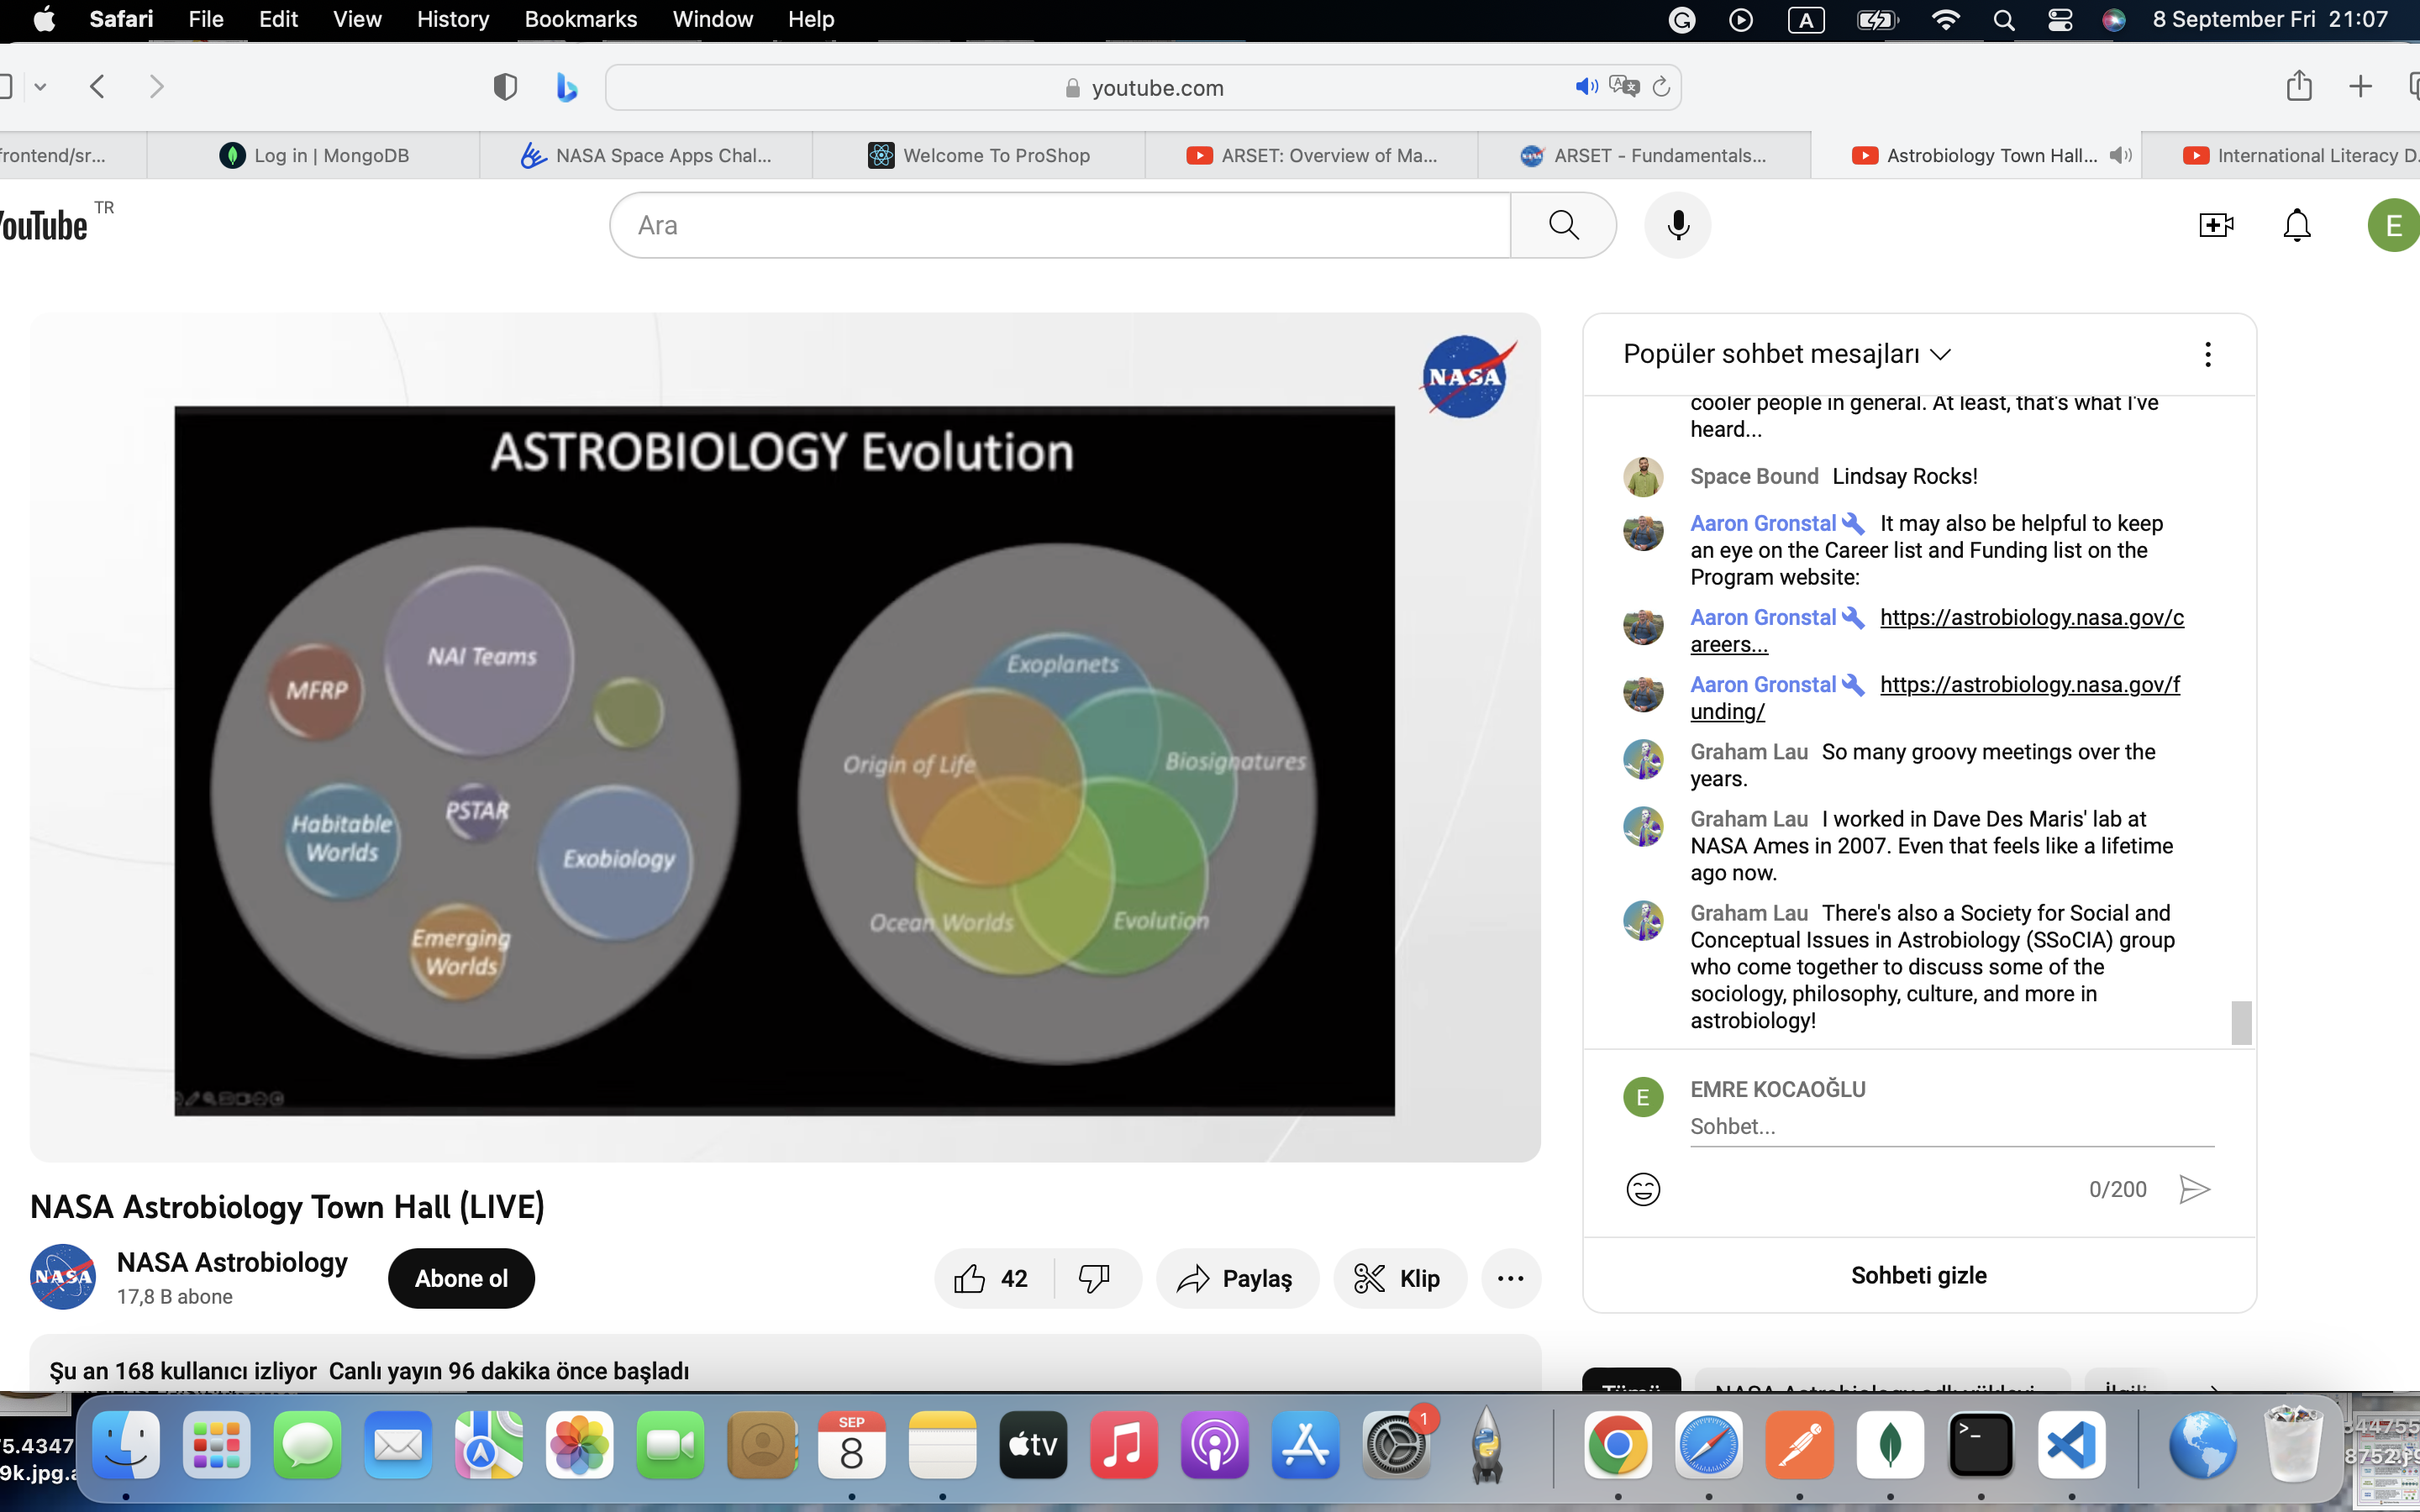 Safari File Edit View History Bookmarks Window Help
A
8 September Fri 21:07
youtube.com
frontend/sr...
Log in | MongoDB
NASA Space Apps Chal...
Welcome To ProShop
ARSET: Overview of Ma...
ARSET - Fundamentals...
Astrobiology Town Hall...
International Literacy D.
YouTube TR
Ara
E
NASA
ASTROBIOLOGY Evolution
NAI Teams
MFRP
Habitable
Worlds
PSTAR
Exobiology
Emerging
Worlds
Exoplanets
Origin of Life
Biosignatures
Ocean Worlds
Evolution
Popüler sohbet mesajları
cooler people in general. At least, that's what I've
heard...
Space Bound Lindsay Rocks!
Aaron Gronstal It may also be helpful to keep
an eye on the Career list and Funding list on the
Program website:
Aaron Gronstal https://astrobiology.nasa.gov/c
areers...
Aaron Gronstal https://astrobiology.nasa.gov/f
unding/
Graham Lau So many groovy meetings over the
years.
Graham Lau I worked in Dave Des Maris' lab at
NASA Ames in 2007. Even that feels like a lifetime
ago now.
Graham Lau There's also a Society for Social and
Conceptual Issues in Astrobiology (SSoCIA) group
who come together to discuss some of the
sociology, philosophy, culture, and more in
astrobiology!
E
EMRE KOCAOĞLU
Sohbet...
0/200
Sohbeti gizle
NASA Astrobiology Town Hall (LIVE)
NASA
NASA Astrobiology
17,8 B abone
Abone ol
42
Paylaş
Klip
Şu an 168 kullanıcı izliyor Canlı yayın 96 dakika önce başladı
Tümü
NASA Astrobiology adlı yükleyi
İlgili
5.4347
9k.jpg.a
SEP
8
tv
1